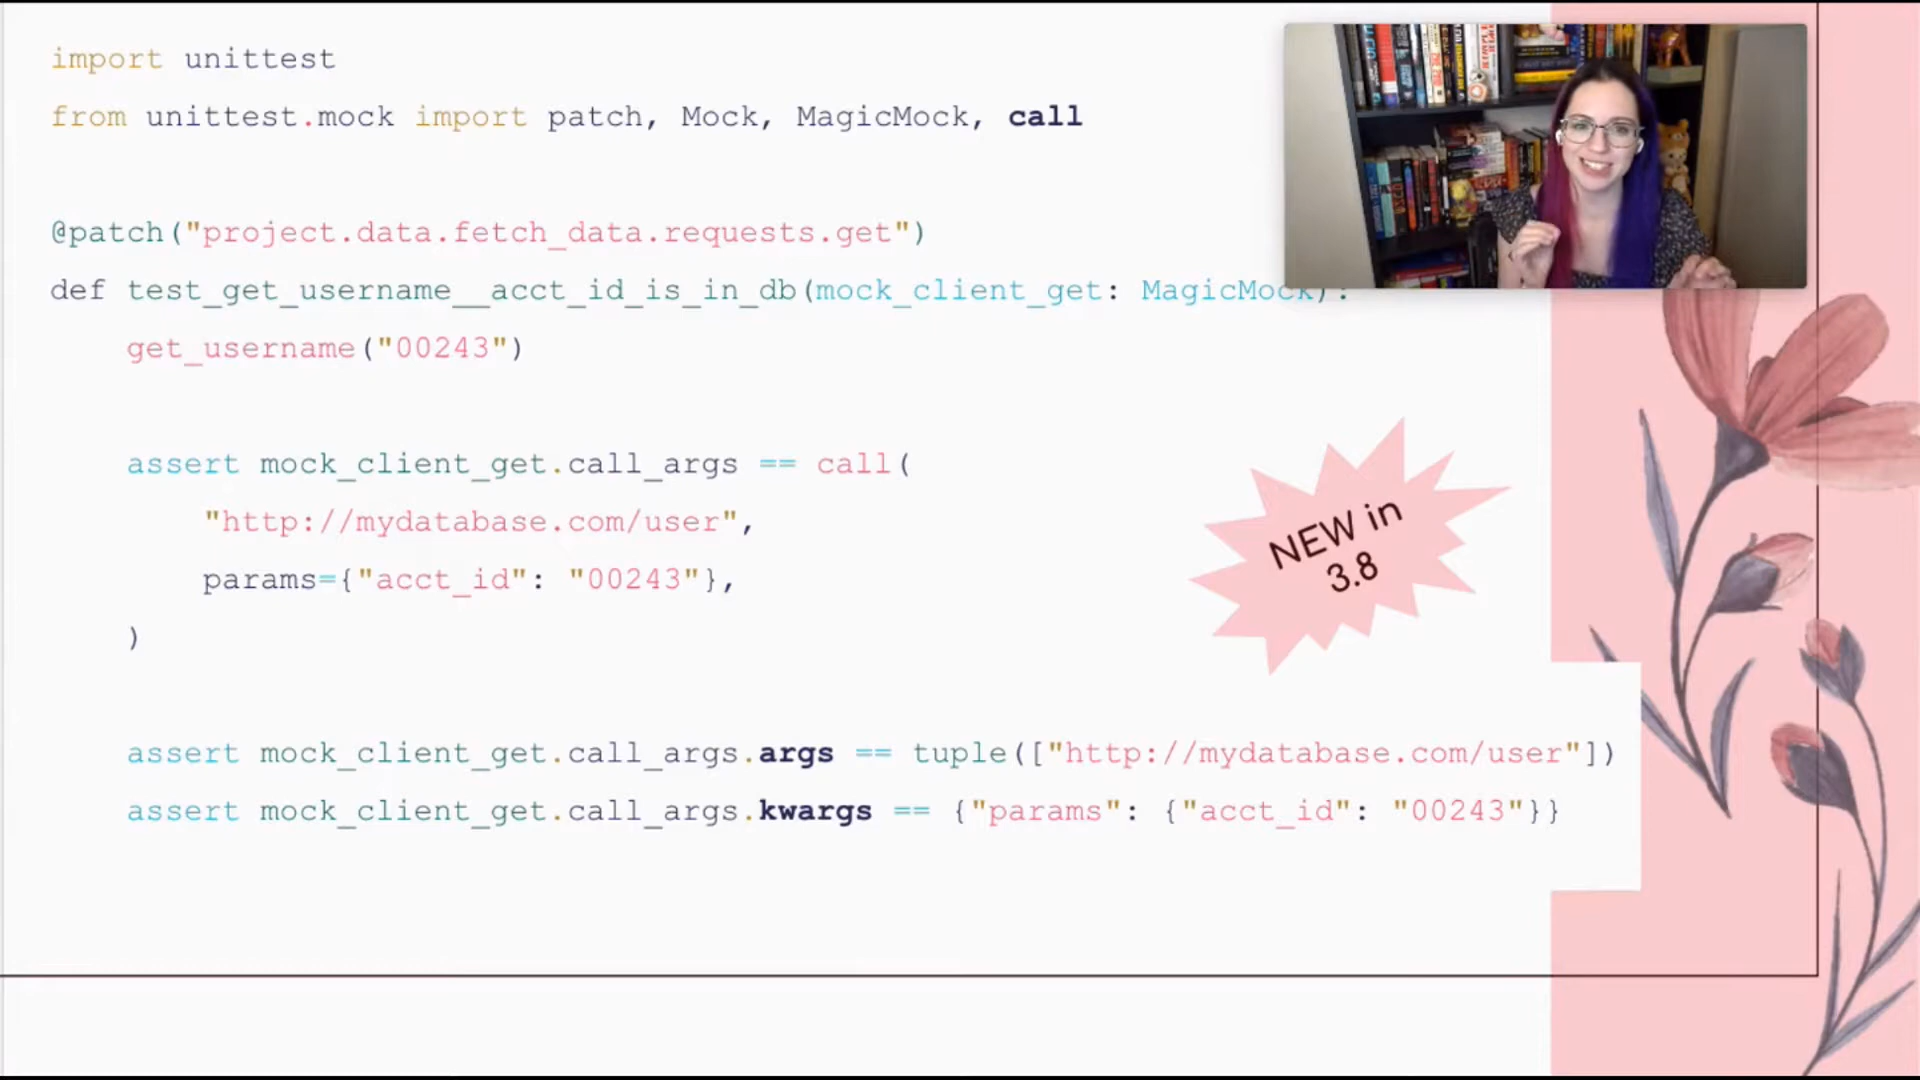 import unittest
from unittest.mock import patch, Mock, MagicMock, call
@patch("project.data.fetch_data.requests.get")
def test_get_username__acct_id_is_in_db(mock_client_get: MagicMock):
    get_username("00243")
    assert mock_client_get.call_args == call(
        "http://mydatabase.com/user",
        params={"acct_id": "00243"},
    )
NEW in
3.8
    assert mock_client_get.call_args.args == tuple(["http://mydatabase.com/user"])
    assert mock_client_get.call_args.kwargs == {"params": {"acct_id": "00243"}}